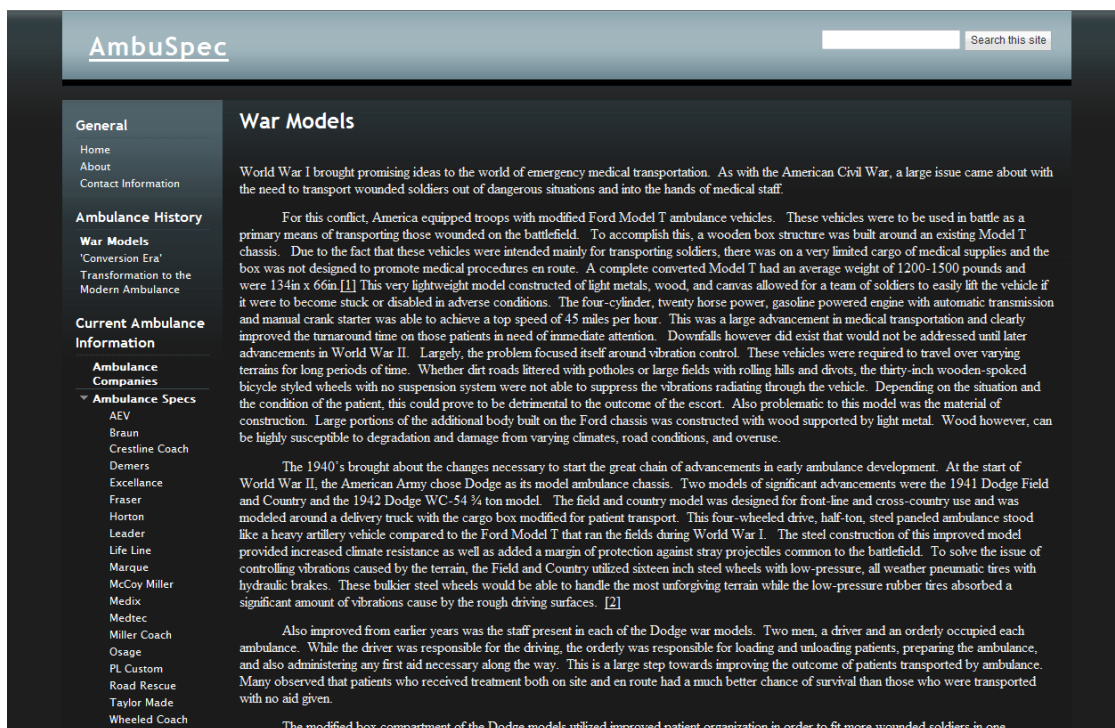 AmbuSpec
Search this site
General
Home
About
Contact Information
Ambulance History
War Models
'Conversion Era'
Transformation to the
Modern Ambulance
Current Ambulance
Information
Ambulance
Companies
Ambulance Specs
AEV
Braun
Crestline Coach
Demers
Excellance
Fraser
Horton
Leader
Life Line
Marque
McCoy Miller
Medix
Medtec
Miller Coach
Osage
PL Custom
Road Rescue
Taylor Made
Wheeled Coach
War Models
World War I brought promising ideas to the world of emergency medical transportation.  As with the American Civil War, a large issue came about with
the need to transport wounded soldiers out of dangerous situations and into the hands of medical staff.
For this conflict, America equipped troops with modified Ford Model T ambulance vehicles.   These vehicles were to be used in battle as a
primary means of transporting those wounded on the battlefield.   To accomplish this, a wooden box structure was built around an existing Model T
chassis.   Due to the fact that these vehicles were intended mainly for transporting soldiers, there was on a very limited cargo of medical supplies and the
box was not designed to promote medical procedures en route.  A complete converted Model T had an average weight of 1200-1500 pounds and
were 134in x 66in.[1] This very lightweight model constructed of light metals, wood, and canvas allowed for a team of soldiers to easily lift the vehicle if
it were to become stuck or disabled in adverse conditions.  The four-cylinder, twenty horse power, gasoline powered engine with automatic transmission
and manual crank starter was able to achieve a top speed of 45 miles per hour.  This was a large advancement in medical transportation and clearly
improved the turnaround time on those patients in need of immediate attention.   Downfalls however did exist that would not be addressed until later
advancements in World War II.   Largely, the problem focused itself around vibration control.  These vehicles were required to travel over varying
terrains for long periods of time.  Whether dirt roads littered with potholes or large fields with rolling hills and divots, the thirty-inch wooden-spoked
bicycle styled wheels with no suspension system were not able to suppress the vibrations radiating through the vehicle.  Depending on the situation and
the condition of the patient, this could prove to be detrimental to the outcome of the escort.  Also problematic to this model was the material of
construction.  Large portions of the additional body built on the Ford chassis was constructed with wood supported by light metal.  Wood however, can
be highly susceptible to degradation and damage from varying climates, road conditions, and overuse.
The 1940's brought about the changes necessary to start the great chain of advancements in early ambulance development.  At the start of
World War II, the American Army chose Dodge as its model ambulance chassis.  Two models of significant advancements were the 1941 Dodge Field
and Country and the 1942 Dodge WC-54 ¾ ton model.   The field and country model was designed for front-line and cross-country use and was
modeled around a delivery truck with the cargo box modified for patient transport.  This four-wheeled drive, half-ton, steel paneled ambulance stood
like a heavy artillery vehicle compared to the Ford Model T that ran the fields during World War I.   The steel construction of this improved model
provided increased climate resistance as well as added a margin of protection against stray projectiles common to the battlefield.  To solve the issue of
controlling vibrations caused by the terrain, the Field and Country utilized sixteen inch steel wheels with low-pressure, all weather pneumatic tires with
hydraulic brakes.  These bulkier steel wheels would be able to handle the most unforgiving terrain while the low-pressure rubber tires absorbed a
significant amount of vibrations cause by the rough driving surfaces.  [2]
Also improved from earlier years was the staff present in each of the Dodge war models.  Two men, a driver and an orderly occupied each
ambulance.  While the driver was responsible for the driving, the orderly was responsible for loading and unloading patients, preparing the ambulance,
and also administering any first aid necessary along the way.  This is a large step towards improving the outcome of patients transported by ambulance.
Many observed that patients who received treatment both on site and en route had a much better chance of survival than those who were transported
with no aid given.
The modified box compartment of the Dodge models utilized improved patient organization in order to fit more wounded soldiers in one